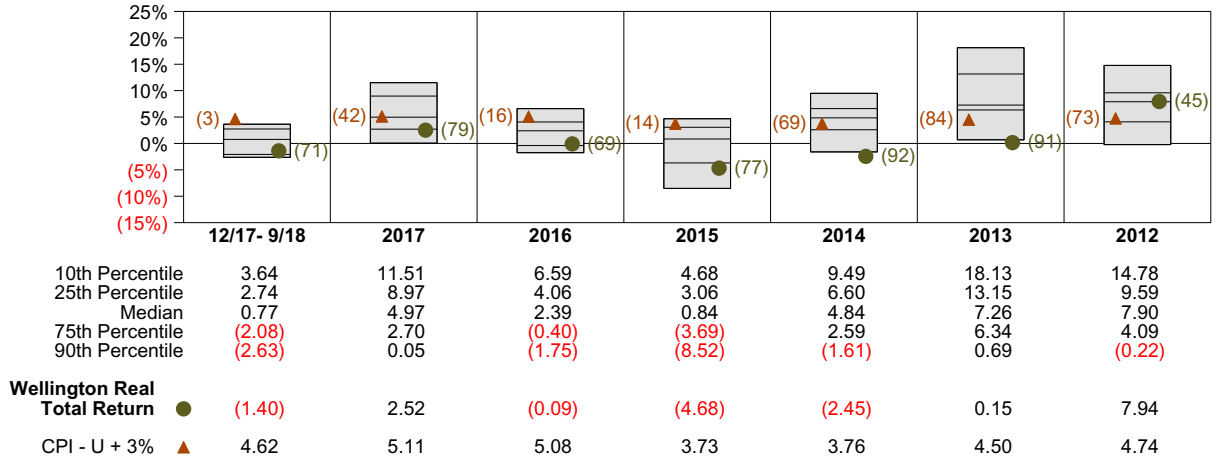 25%
20%
15%
10%
5%
0%
(5%)
(10%)
(15%)
(3)
(71)
(42)
(79)
(16)
(69)
(14)
(77)
(69)
(92)
(84)
(91)
(73)
(45)
12/17- 9/18 2017 2016 2015 2014 2013 2012
10th Percentile 3.64 11.51 6.59 4.68 9.49 18.13 14.78
25th Percentile 2.74 8.97 4.06 3.06 6.60 13.15 9.59
Median 0.77 4.97 2.39 0.84 4.84 7.26 7.90
75th Percentile (2.08) 2.70 (0.40) (3.69) 2.59 6.34 4.09
90th Percentile (2.63) 0.05 (1.75) (8.52) (1.61) 0.69 (0.22)
Wellington Real
Total Return (1.40) 2.52 (0.09) (4.68) (2.45) 0.15 7.94
CPI - U + 3% 4.62 5.11 5.08 3.73 3.76 4.50 4.74